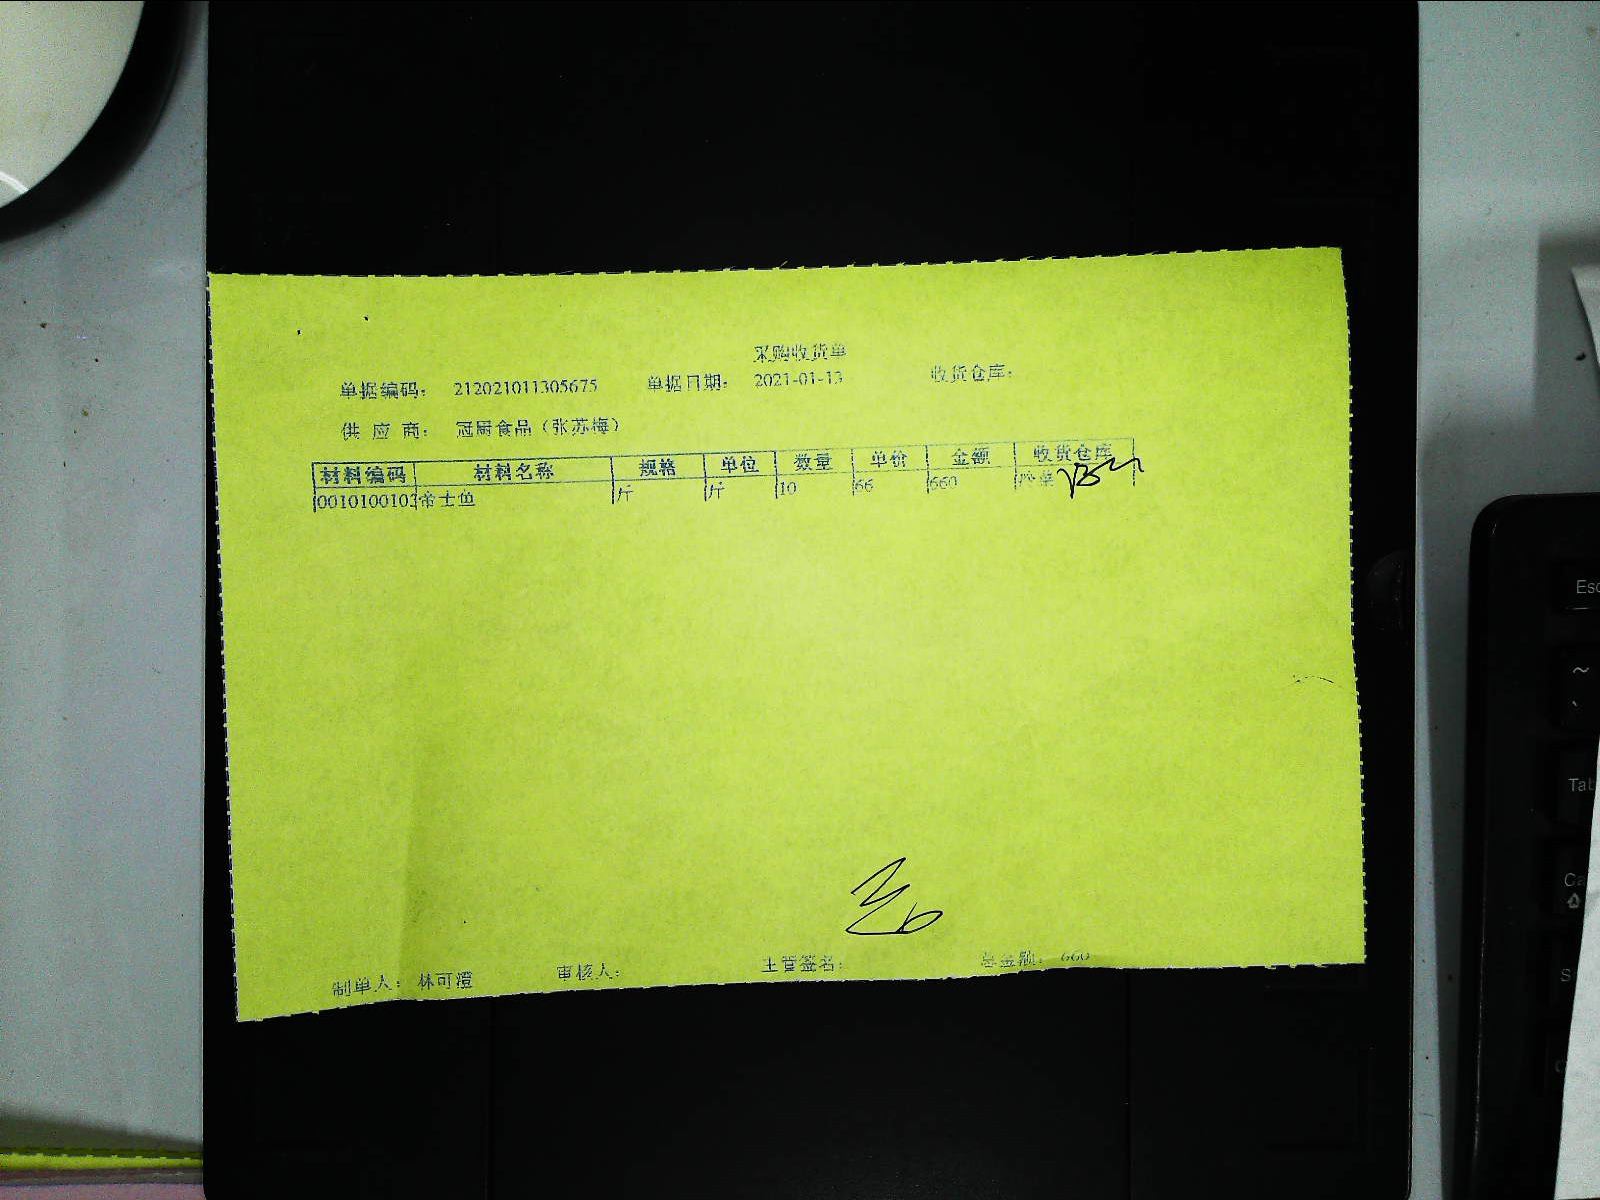 采购收货单
单据编码： 212021011305675 单据日期： 2021-01-13 收货仓库：
供 应 商： 冠厨食品（张苏梅）
材料编码 材料名称 规格 单位 数量 单价 金额 收货仓库
0010100103 帝士鱼 斤 斤 10 66 660
制单人： 林可澄 审核人： 主管签名： 总金额： 660
Esc
~
Tab